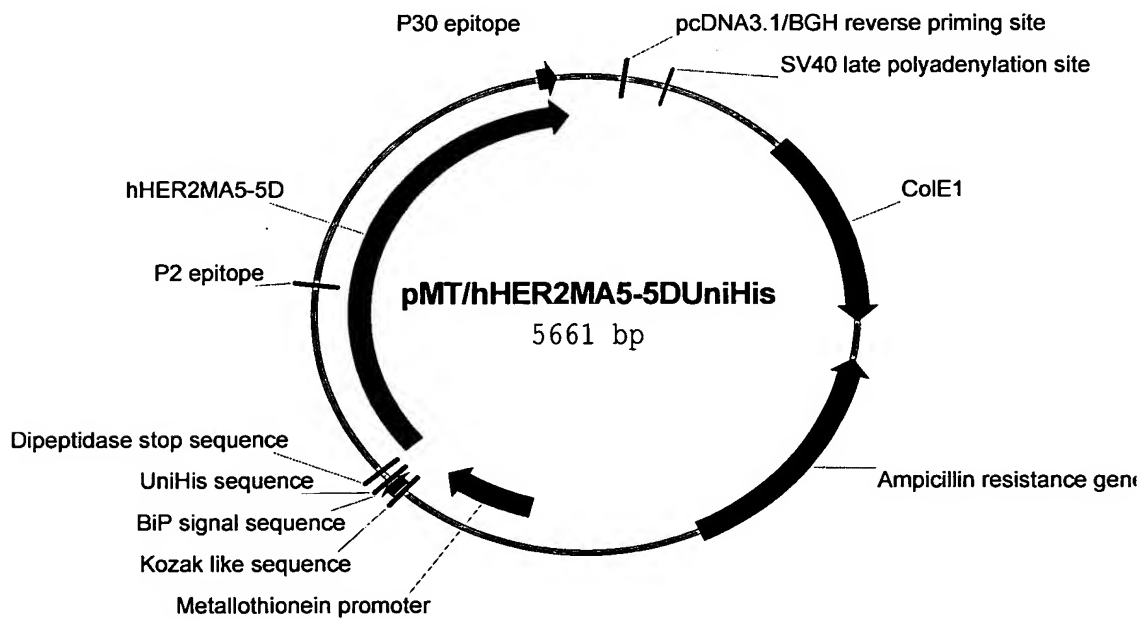 P30 epitope
pcDNA3.1/BGH reverse priming site
SV40 late polyadenylation site
hHER2MA5-5D
ColE1
P2 epitope
pMT/hHER2MA5-5DUniHis
5661 bp
Dipeptidase stop sequence
UniHis sequence
BiP signal sequence
Kozak like sequence
Metallothionein promoter
Ampicillin resistance gene